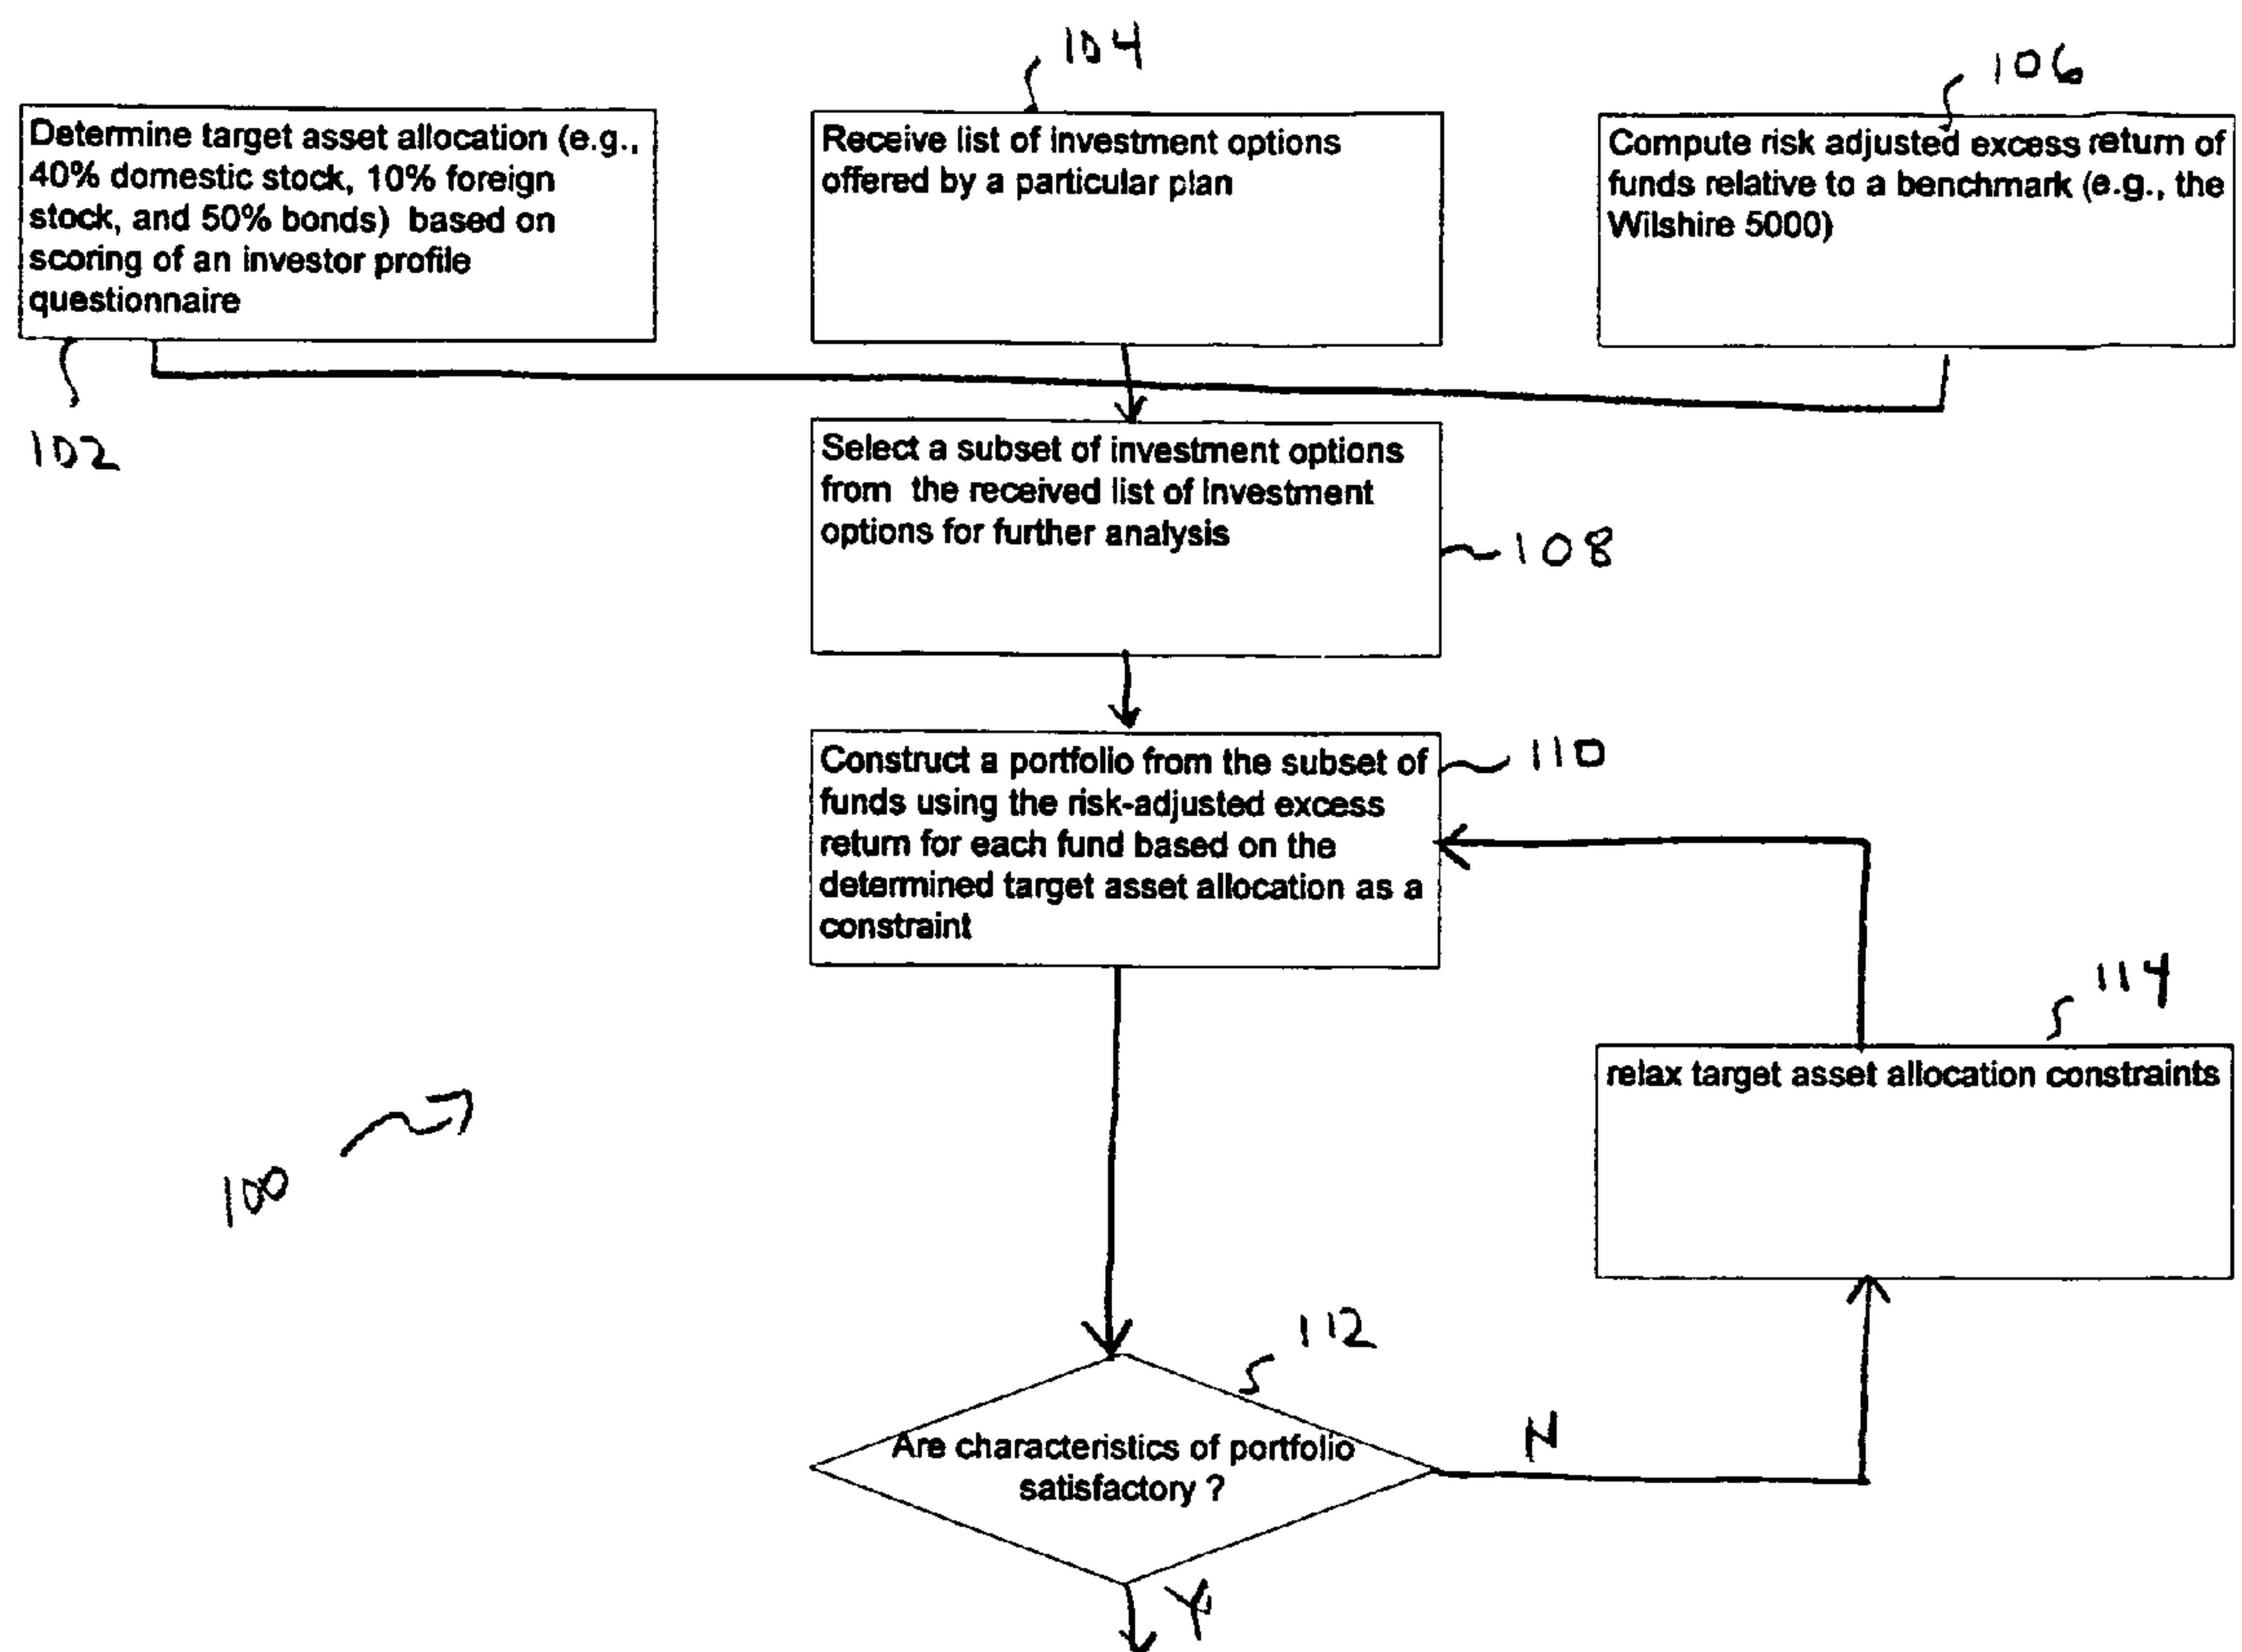 104
106
Determine target asset allocation (e.g.,
40% domestic stock, 10% foreign
stock, and 50% bonds) based on
scoring of an investor profile
questionnaire
Receive list of investment options
offered by a particular plan
Compute risk adjusted excess return of
funds relative to a benchmark (e.g., the
Wilshire 5000)
102
Select a subset of investment options
from the received list of investment
options for further analysis
108
Construct a portfolio from the subset of
funds using the risk-adjusted excess
return for each fund based on the
determined target asset allocation as a
constraint
110
114
relax target asset allocation constraints
100
112
Are characteristics of portfolio
satisfactory ?
N
Y